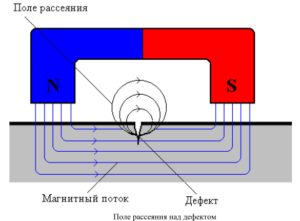 Поле рассеяния
N
S
Магнитный поток
Дефект
Поле рассеяния над дефектом